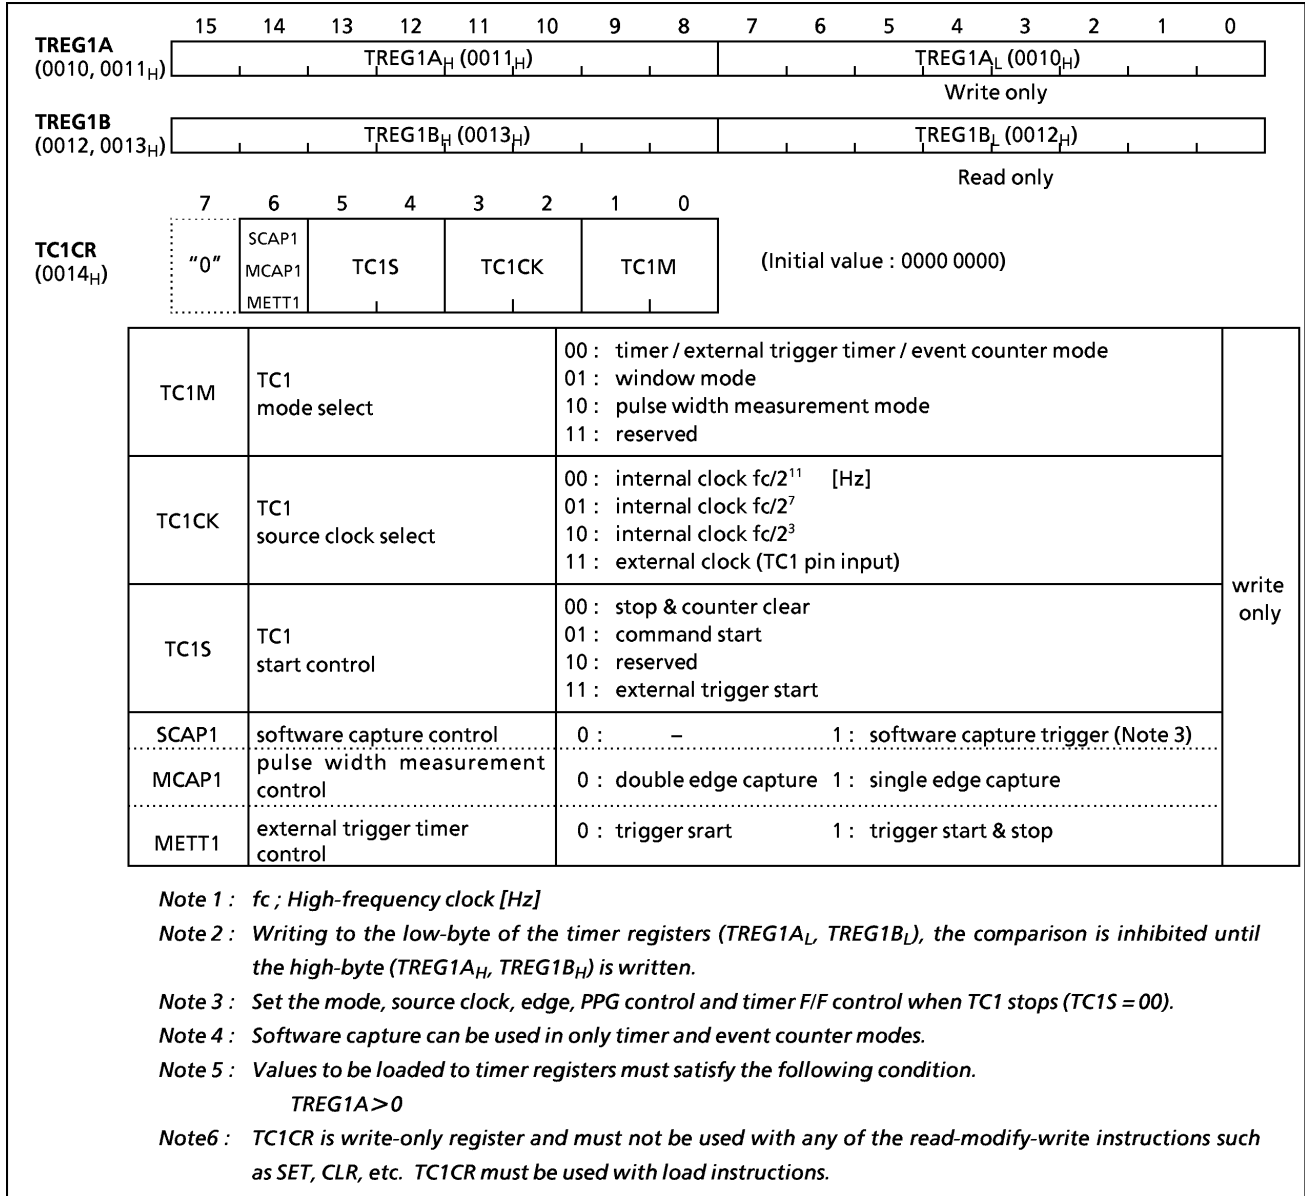 15 14 13 12 11 10 9 8 7 6 5 4 3 2 1 0
TREG1A
(0010, 0011H)
TREG1AH (0011H) TREG1AL (0010H)
Write only
TREG1B
(0012, 0013H)
TREG1BH (0013H) TREG1BL (0012H)
Read only
7 6 5 4 3 2 1 0
TC1CR
(0014H)
"0"
SCAP1
MCAP1
METT1
TC1S TC1CK TC1M
(Initial value : 0000 0000)
TC1M
TC1
mode select
00 : timer / external trigger timer / event counter mode
01 : window mode
10 : pulse width measurement mode
11 : reserved
TC1CK
TC1
source clock select
00 : internal clock fc/2¹¹ [Hz]
01 : internal clock fc/2⁷
10 : internal clock fc/2³
11 : external clock (TC1 pin input)
TC1S
TC1
start control
00 : stop & counter clear
01 : command start
10 : reserved
11 : external trigger start
write
only
SCAP1 software capture control 0 : – 1 : software capture trigger (Note 3)
MCAP1
pulse width measurement
control
0 : double edge capture 1 : single edge capture
METT1
external trigger timer
control
0 : trigger srart 1 : trigger start & stop
Note 1 : fc ; High-frequency clock [Hz]
Note 2 : Writing to the low-byte of the timer registers (TREG1AL, TREG1BL), the comparison is inhibited until
the high-byte (TREG1AH, TREG1BH) is written.
Note 3 : Set the mode, source clock, edge, PPG control and timer F/F control when TC1 stops (TC1S = 00).
Note 4 : Software capture can be used in only timer and event counter modes.
Note 5 : Values to be loaded to timer registers must satisfy the following condition.
TREG1A>0
Note6 : TC1CR is write-only register and must not be used with any of the read-modify-write instructions such
as SET, CLR, etc. TC1CR must be used with load instructions.